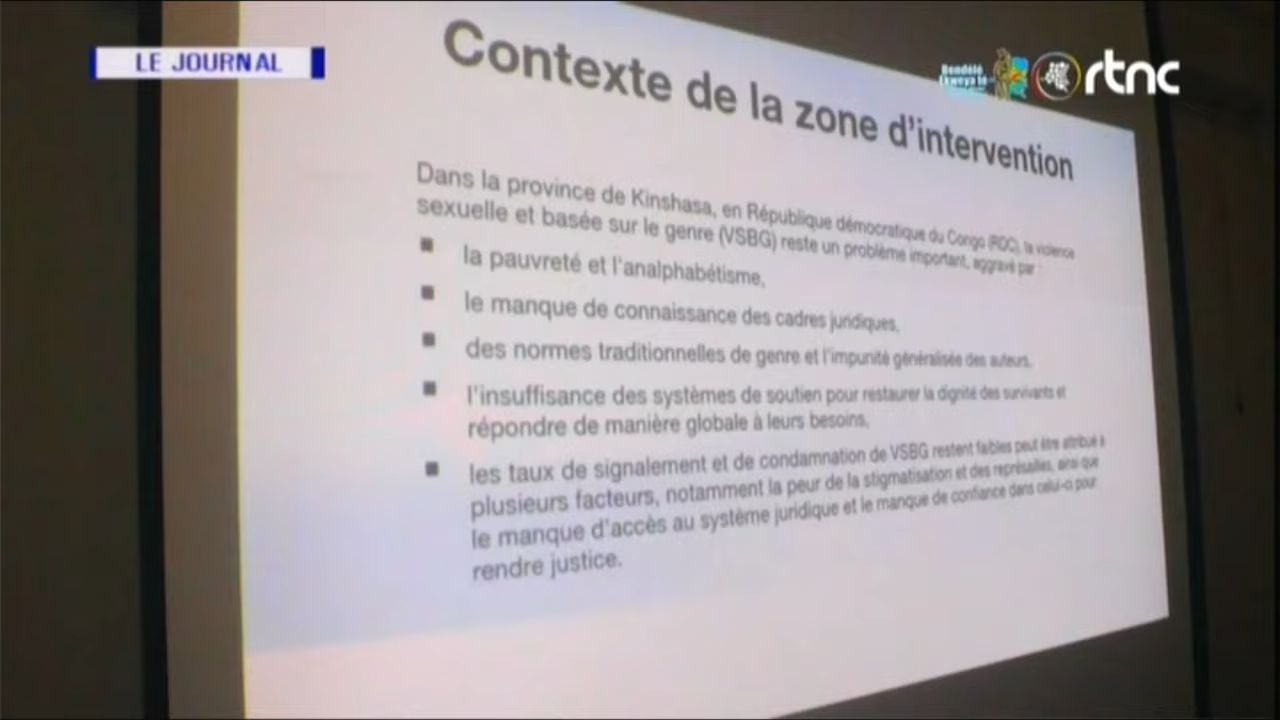 LE JOURNAL
rtnc
Contexte de la zone d'intervention
Dans la province de Kinshasa, en République démocratique du Congo (RDC), la violence
sexuelle et basée sur le genre (VSBG) reste un problème important, aggravé par :
la pauvreté et l'analphabétisme,
le manque de connaissance des cadres juridiques,
des normes traditionnelles de genre et l'impunité généralisée des auteurs,
l'insuffisance des systèmes de soutien pour restaurer la dignité des survivants et
répondre de manière globale à leurs besoins,
les taux de signalement et de condamnation de VSBG restent faibles peut être attribué à
plusieurs facteurs, notamment la peur de la stigmatisation et des représailles, ainsi que
le manque d'accès au système juridique et le manque de confiance dans celui-ci pour
rendre justice.